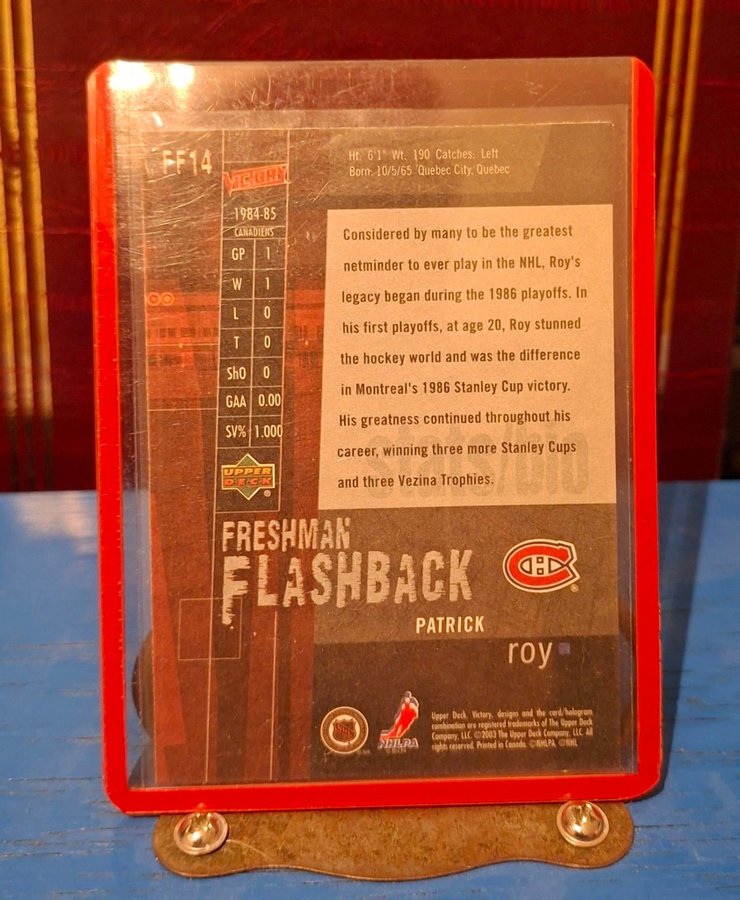 FF14
VICTORY
Ht. 6'1" Wt. 190 Catches: Left
Born: 10/5/65 Quebec City, Quebec
1984-85
CANADIENS
GP 1
W 1
L 0
T 0
ShO 0
GAA 0.00
SV% 1.000
Considered by many to be the greatest
netminder to ever play in the NHL, Roy's
legacy began during the 1986 playoffs. In
his first playoffs, at age 20, Roy stunned
the hockey world and was the difference
in Montreal's 1986 Stanley Cup victory.
His greatness continued throughout his
career, winning three more Stanley Cups
and three Vezina Trophies.
stats/bio
UPPER
DECK
®
FRESHMAN
FLASHBACK
CH
®
PATRICK
roy
NHLPA
Upper Deck, Victory, designs and the card/hologram
combination are registered trademarks of The Upper Deck
Company, LLC. ©2003 The Upper Deck Company, LLC. All
rights reserved. Printed in Canada. ©NHLPA ©NHL